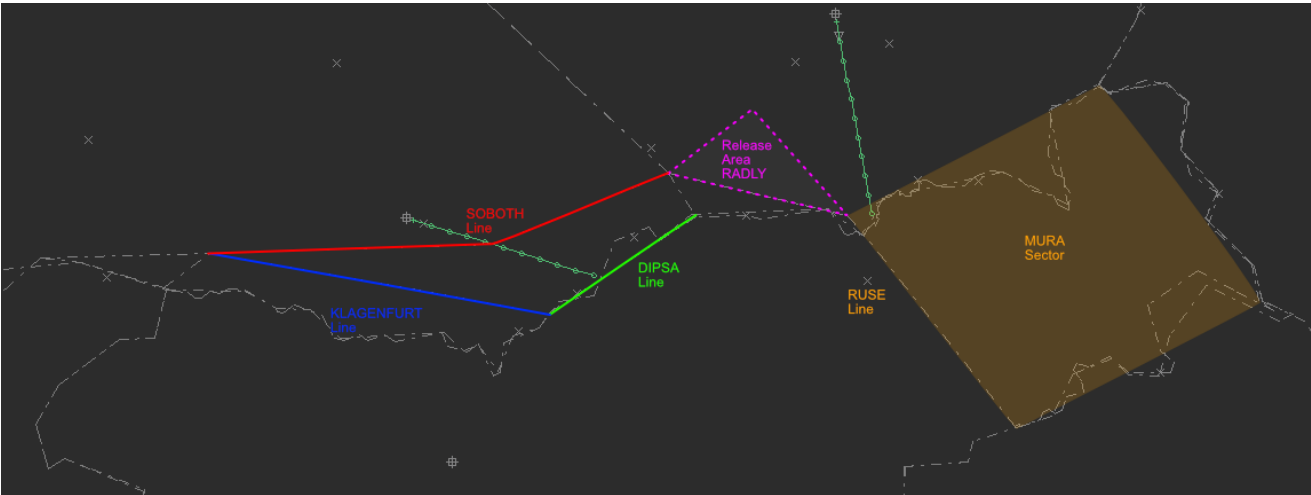 Release
Area
RADLY
SOBOTH
Line
MURA
Sector
DIPSA
Line
RUSE
Line
KLAGENFURT
Line